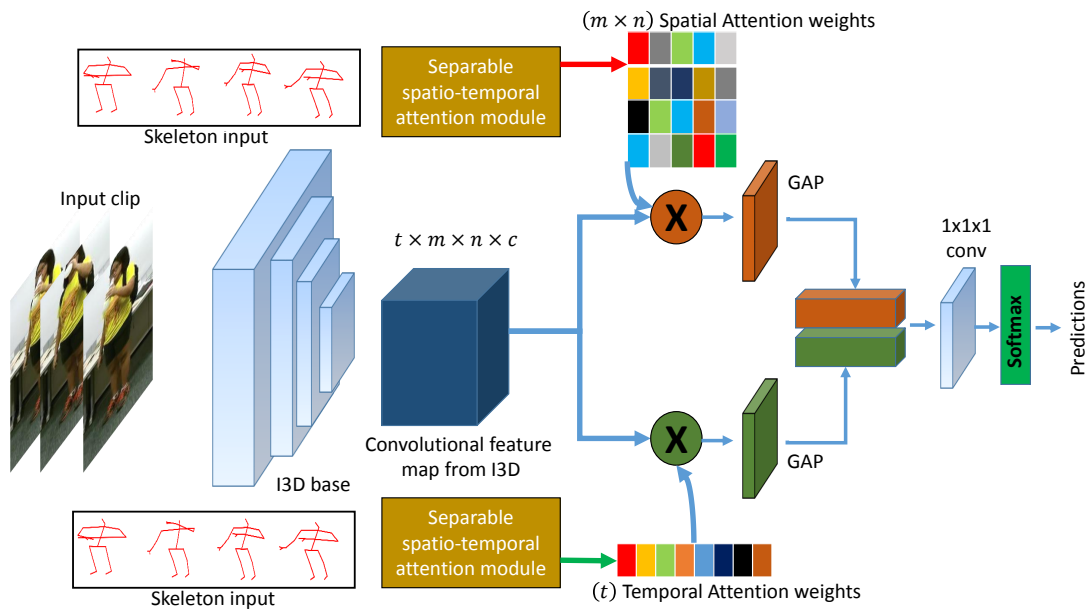 (m × n) Spatial Attention weights
Separable
spatio-temporal
attention module
Skeleton input
Input clip
t × m × n × c
X
GAP
1x1x1
conv
Softmax
Predictions
Convolutional feature
map from I3D
I3D base
X
GAP
Separable
spatio-temporal
attention module
Skeleton input
(t) Temporal Attention weights